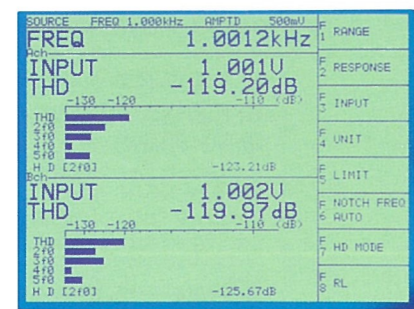 SOURCE FREQ 1.000kHz AMPTD 500mV
FREQ 1.0012kHz
Ach
INPUT 1.001V
THD -119.20dB
-130 -120 -110 (dB)
THD
2f0
3f0
4f0
5f0
H D [2f0] -123.21dB
Bch
INPUT 1.002V
THD -119.97dB
-130 -120 -110 (dB)
THD
2f0
3f0
4f0
5f0
H D [2f0] -125.67dB
F1 RANGE
F2 RESPONSE
F3 INPUT
F4 UNIT
F5 LIMIT
F6 NOTCH FREQ AUTO
F7 HD MODE
F8 RL